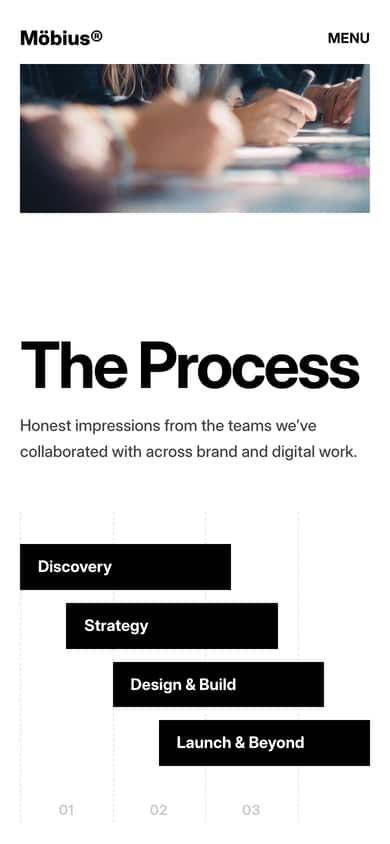 Möbius®
MENU
The Process
Honest impressions from the teams we've
collaborated with across brand and digital work.
Discovery
Strategy
Design & Build
Launch & Beyond
01
02
03